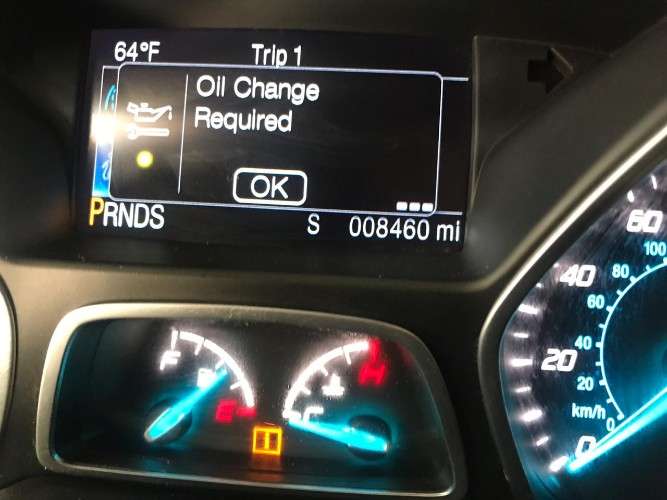 64°F Trip 1
Oil Change
Required
OK
PRNDS S 008460 mi
F E C H
60
40
20
0
100
80
60
40
20
km/h
0